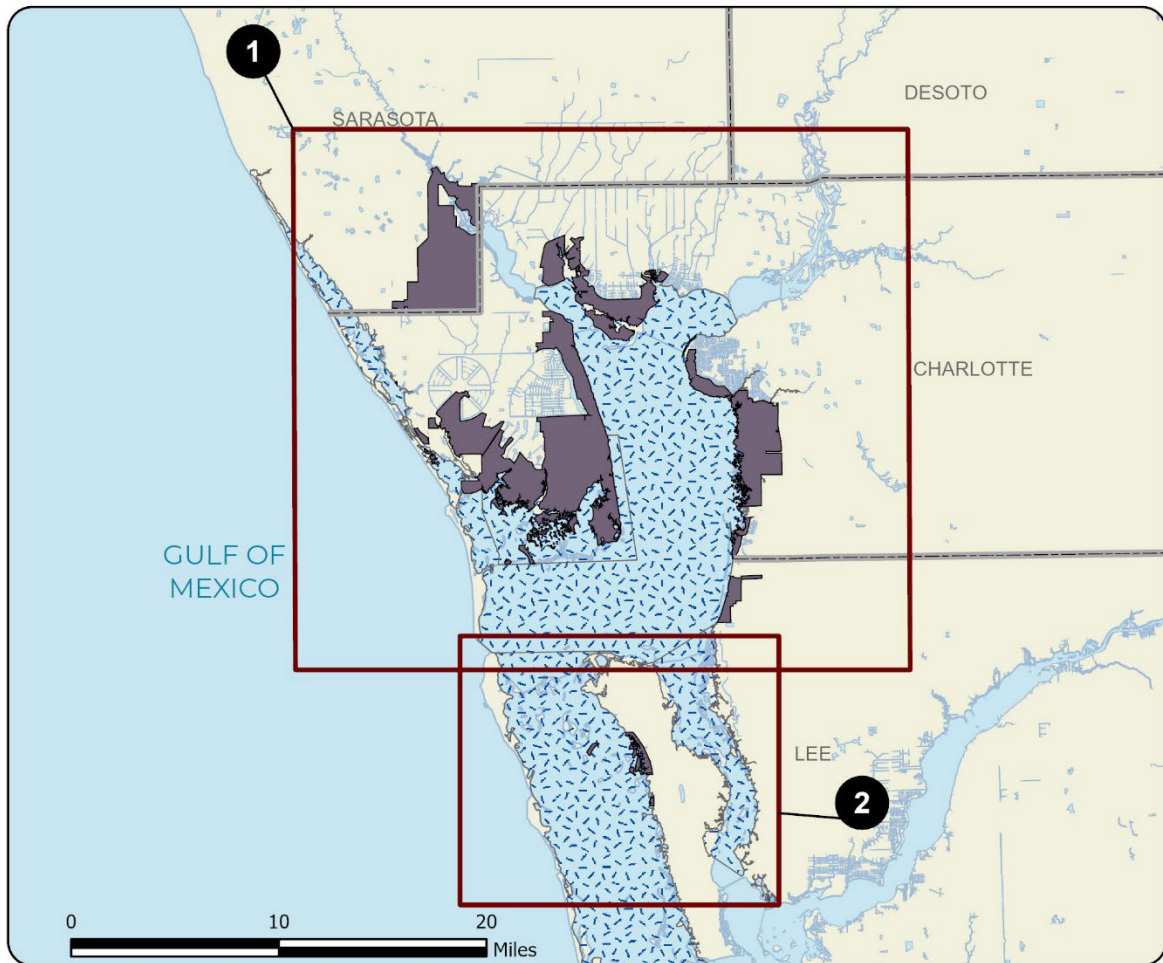 1
DESOTO
SARASOTA
CHARLOTTE
GULF OF
MEXICO
LEE
2
0 10 20
Miles